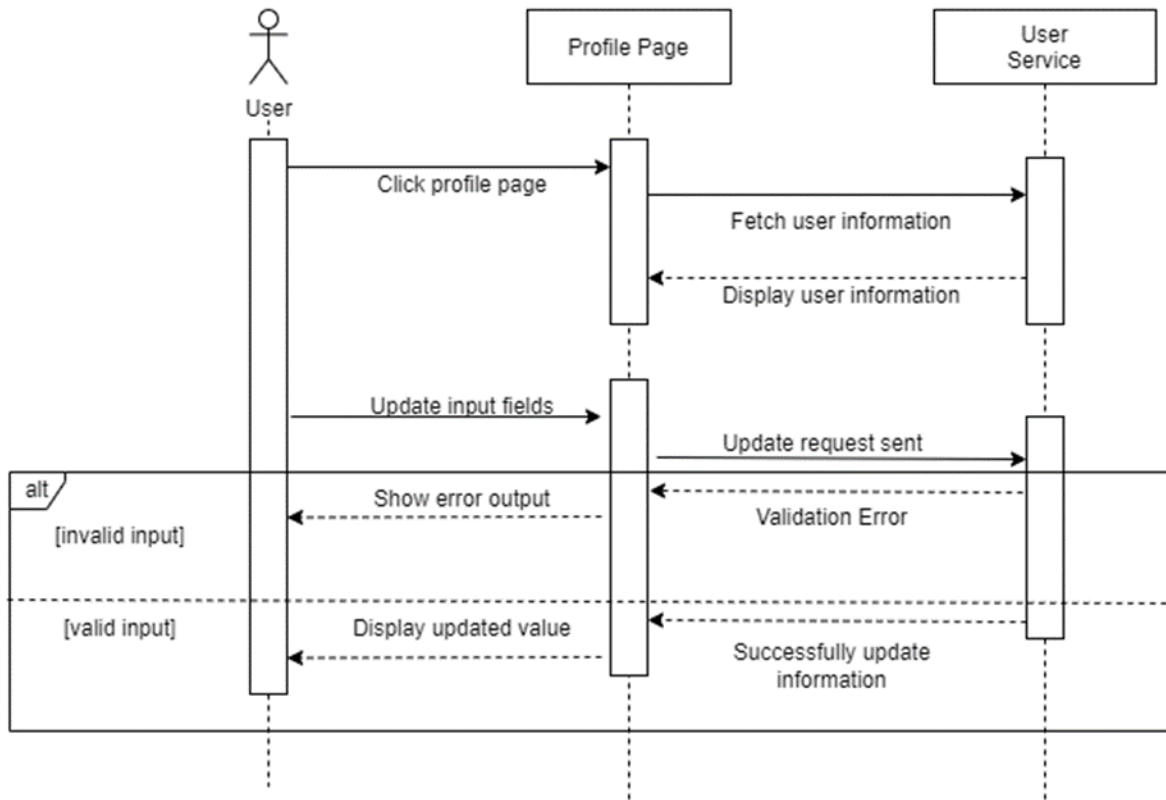 User
Profile Page
User
Service
Click profile page
Fetch user information
Display user information
Update input fields
Update request sent
alt
Show error output
Validation Error
[invalid input]
[valid input]
Display updated value
Successfully update
information